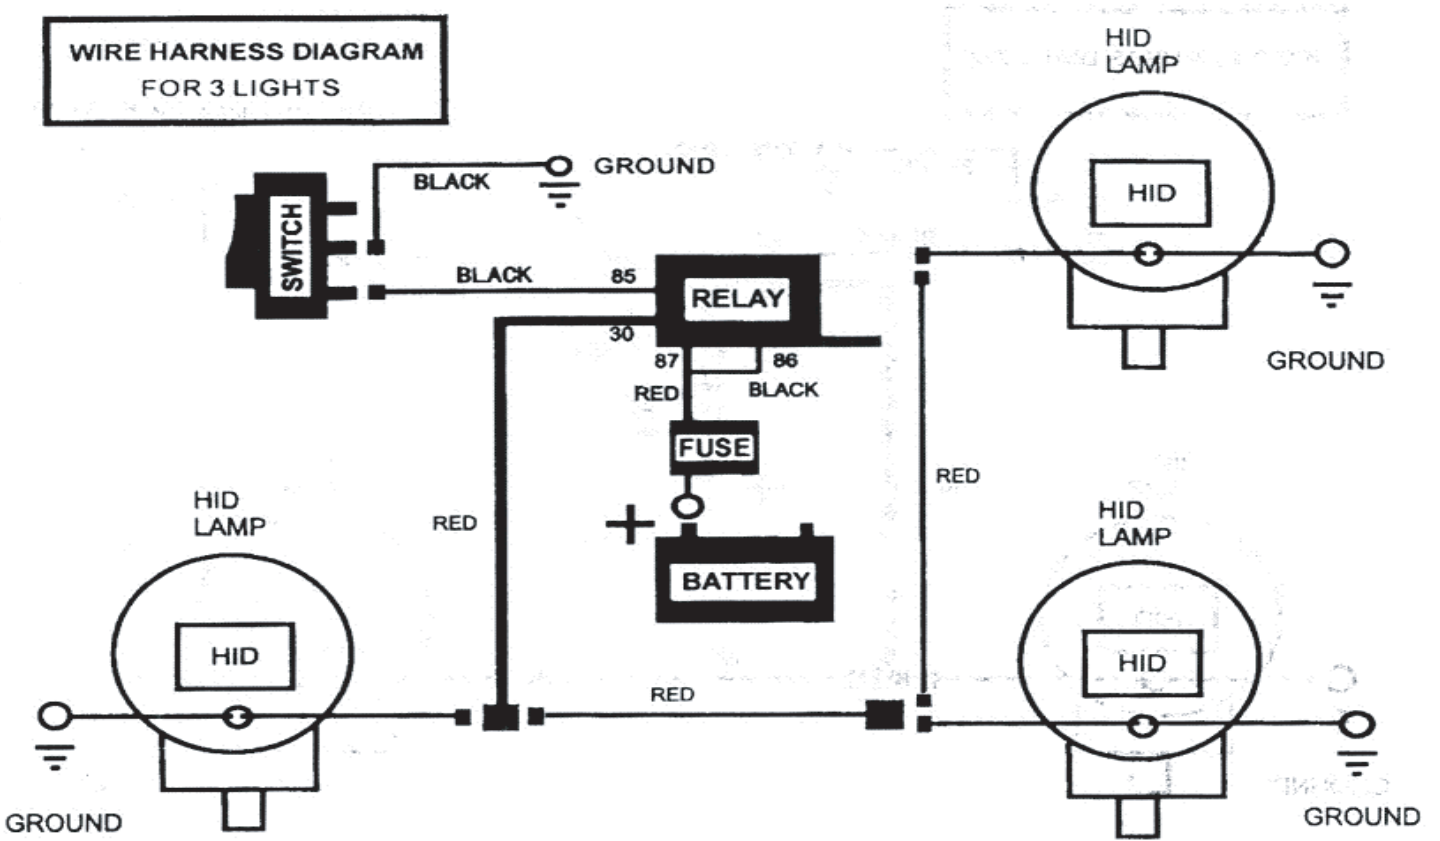 WIRE HARNESS DIAGRAM
FOR 3 LIGHTS
HID
LAMP
HID
GROUND
BLACK
GROUND
SWITCH
BLACK
85
RELAY
30
87
86
RED
BLACK
FUSE
+
BATTERY
RED
RED
RED
HID
LAMP
HID
GROUND
HID
LAMP
HID
GROUND